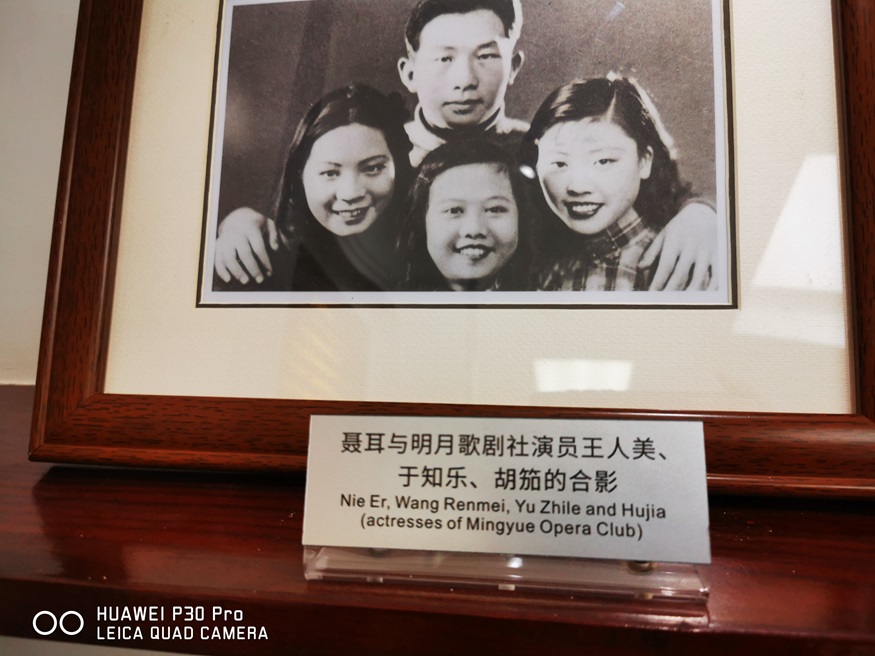 聂耳与明月歌剧社演员王人美、
于知乐、胡笳的合影
Nie Er, Wang Renmei, Yu Zhile and Hujia
(actresses of Mingyue Opera Club)
HUAWEI P30 Pro
LEICA QUAD CAMERA